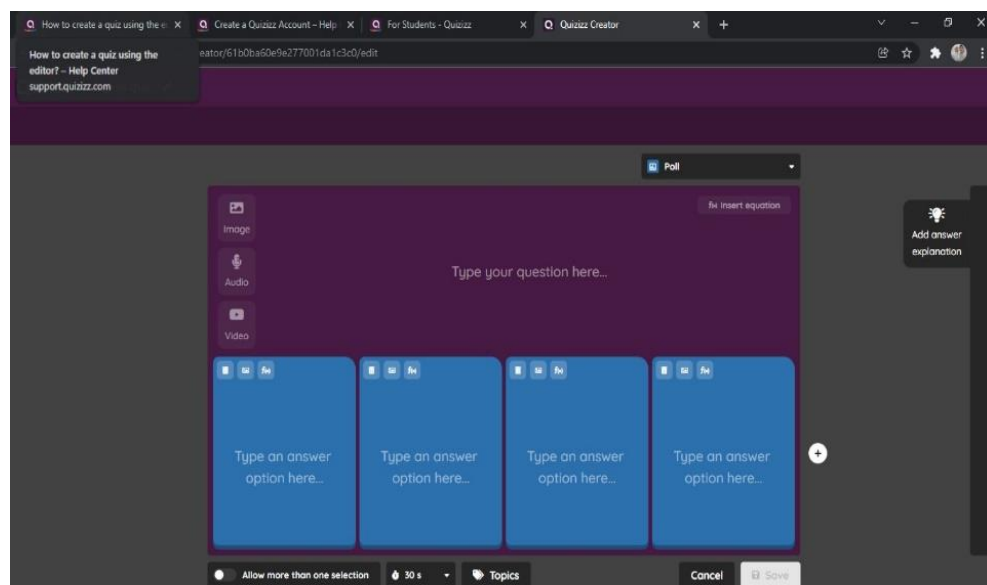 How to create a quiz using the e
Create a Quizizz Account – Help
For Students - Quizizz
Quizizz Creator
eator/61b0ba60e9e277001da1c3c0/edit
How to create a quiz using the
editor? – Help Center
support.quizizz.com
Poll
Image
Insert equation
Add answer
explanation
Audio
Type your question here...
Video
Type an answer
option here...
Type an answer
option here...
Type an answer
option here...
Type an answer
option here...
Allow more than one selection
30 s
Topics
Cancel
Save